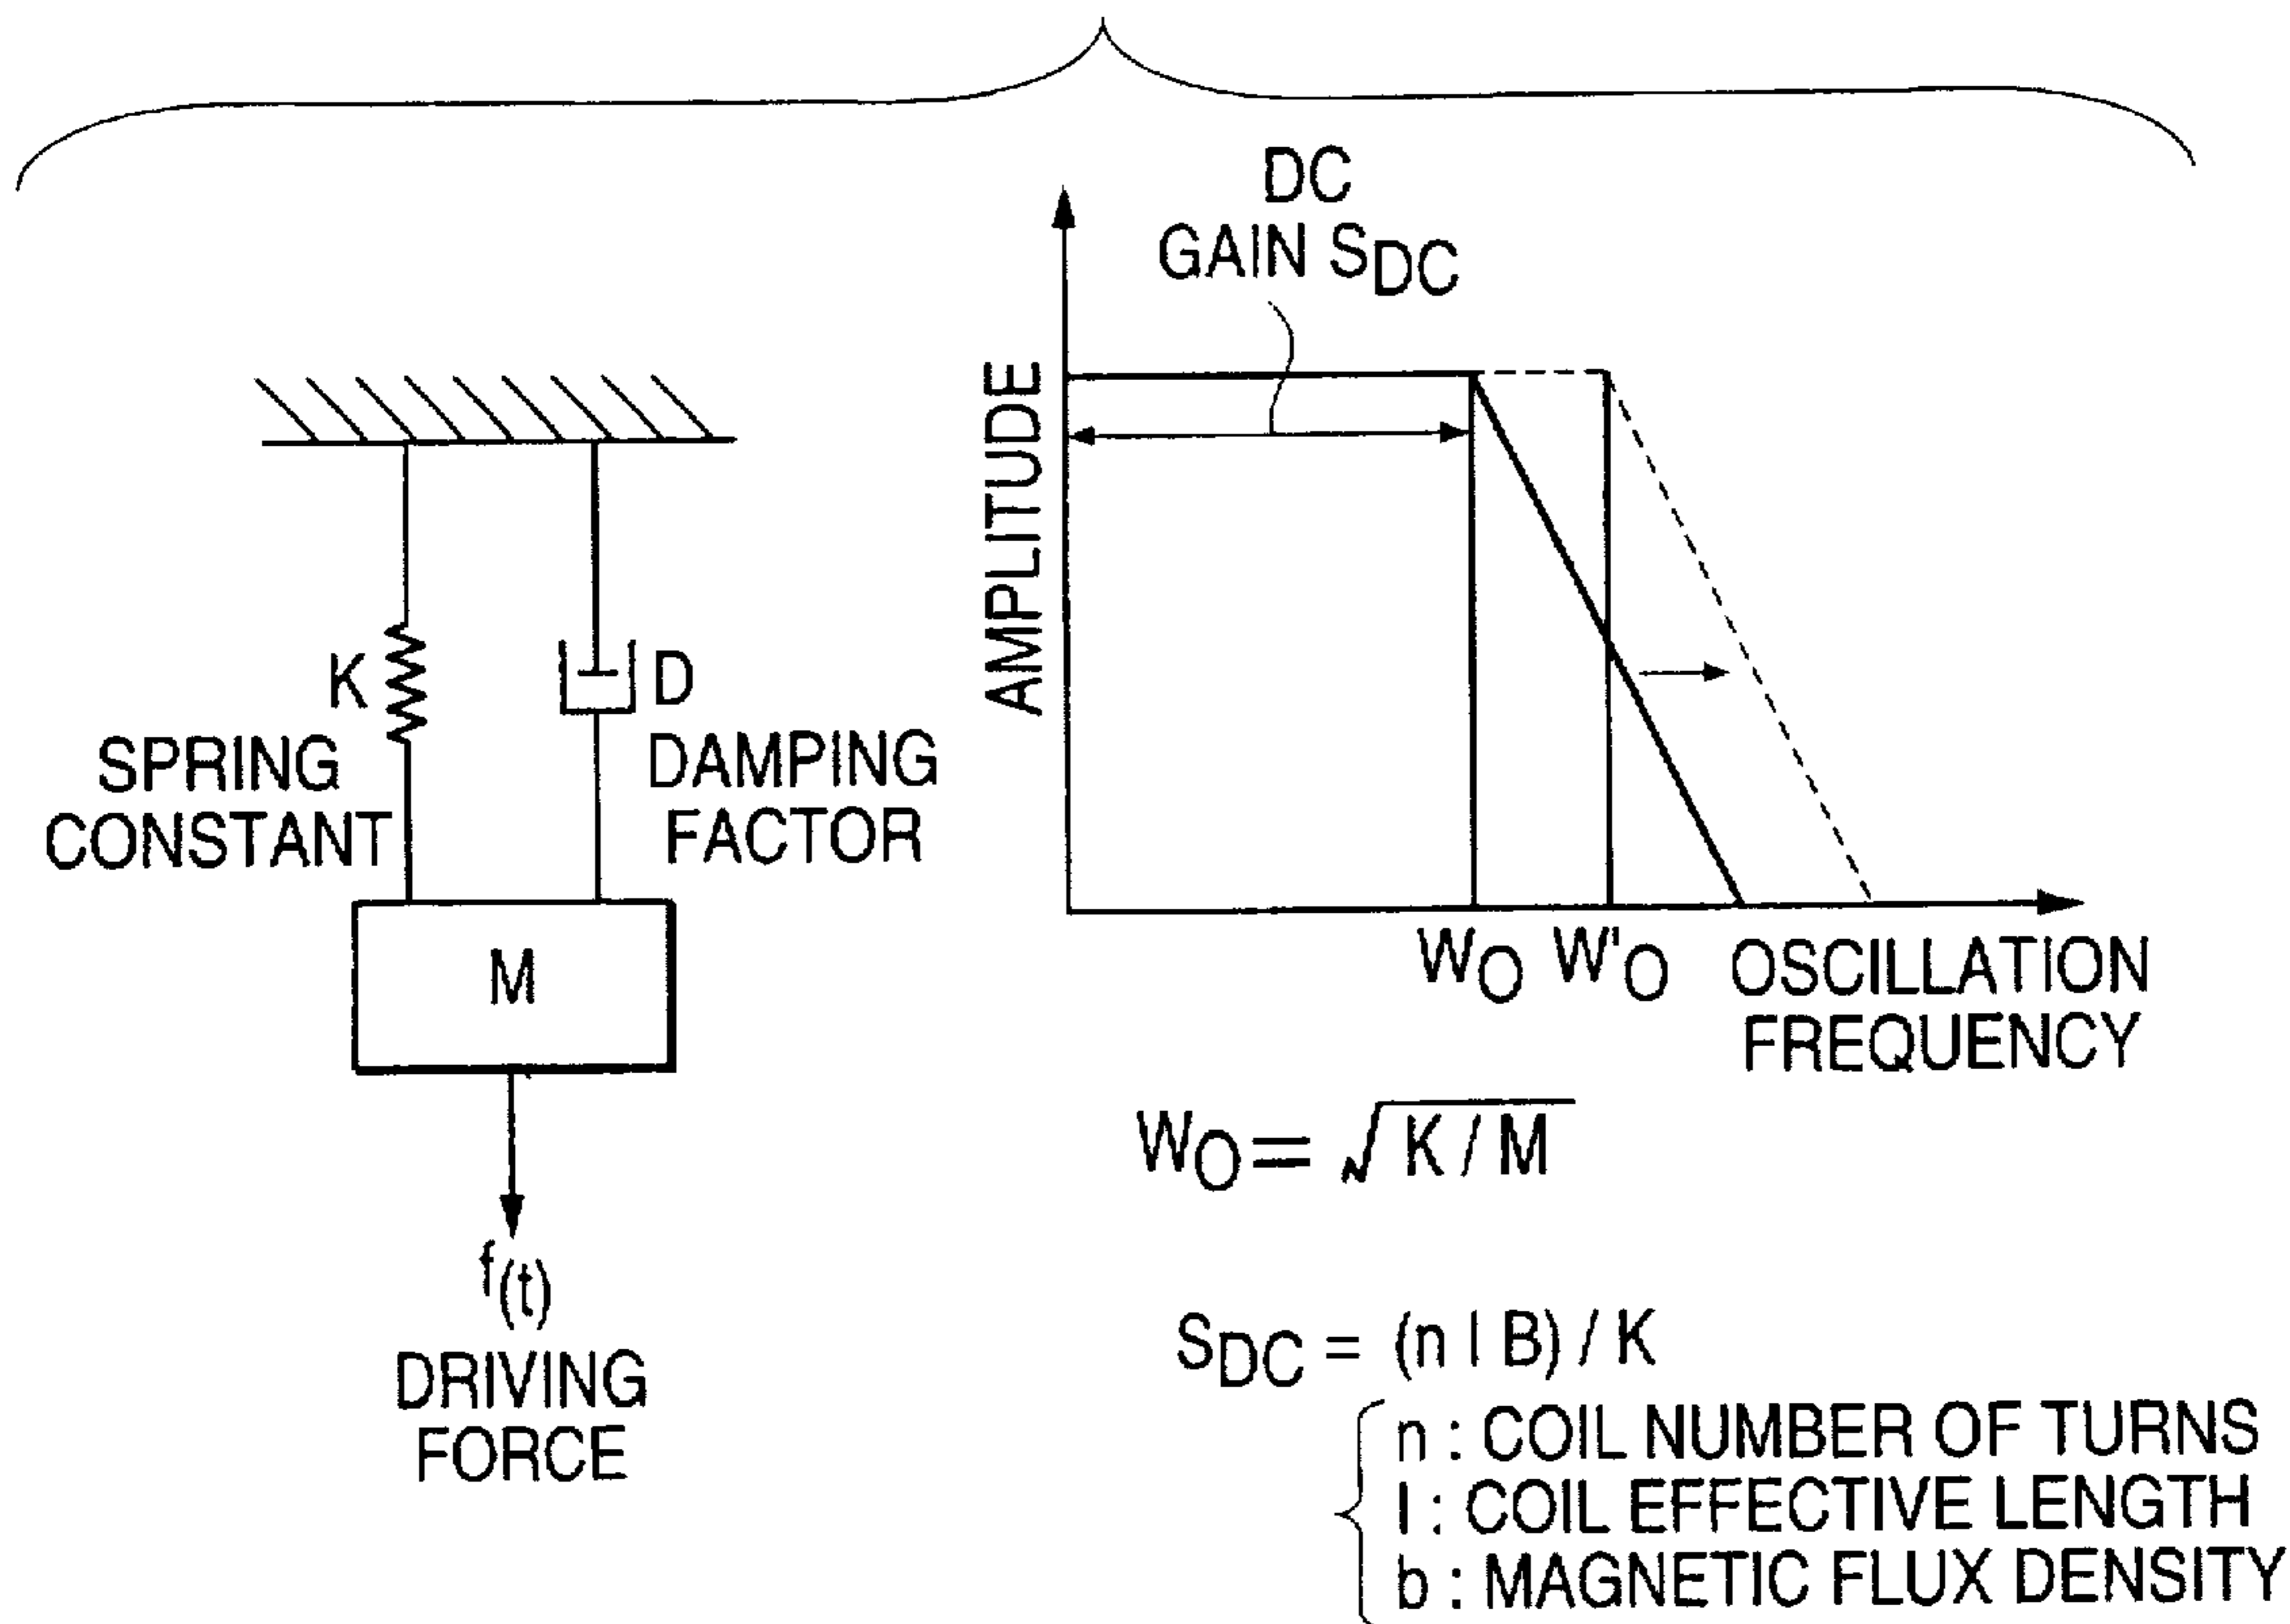 K
SPRING
CONSTANT
D
DAMPING
FACTOR
M
f(t)
DRIVING
FORCE
DC
GAIN SDC
AMPLITUDE
WO W'O OSCILLATION
FREQUENCY
WO = √K / M
SDC = (n l B) / K
n : COIL NUMBER OF TURNS
l : COIL EFFECTIVE LENGTH
b : MAGNETIC FLUX DENSITY